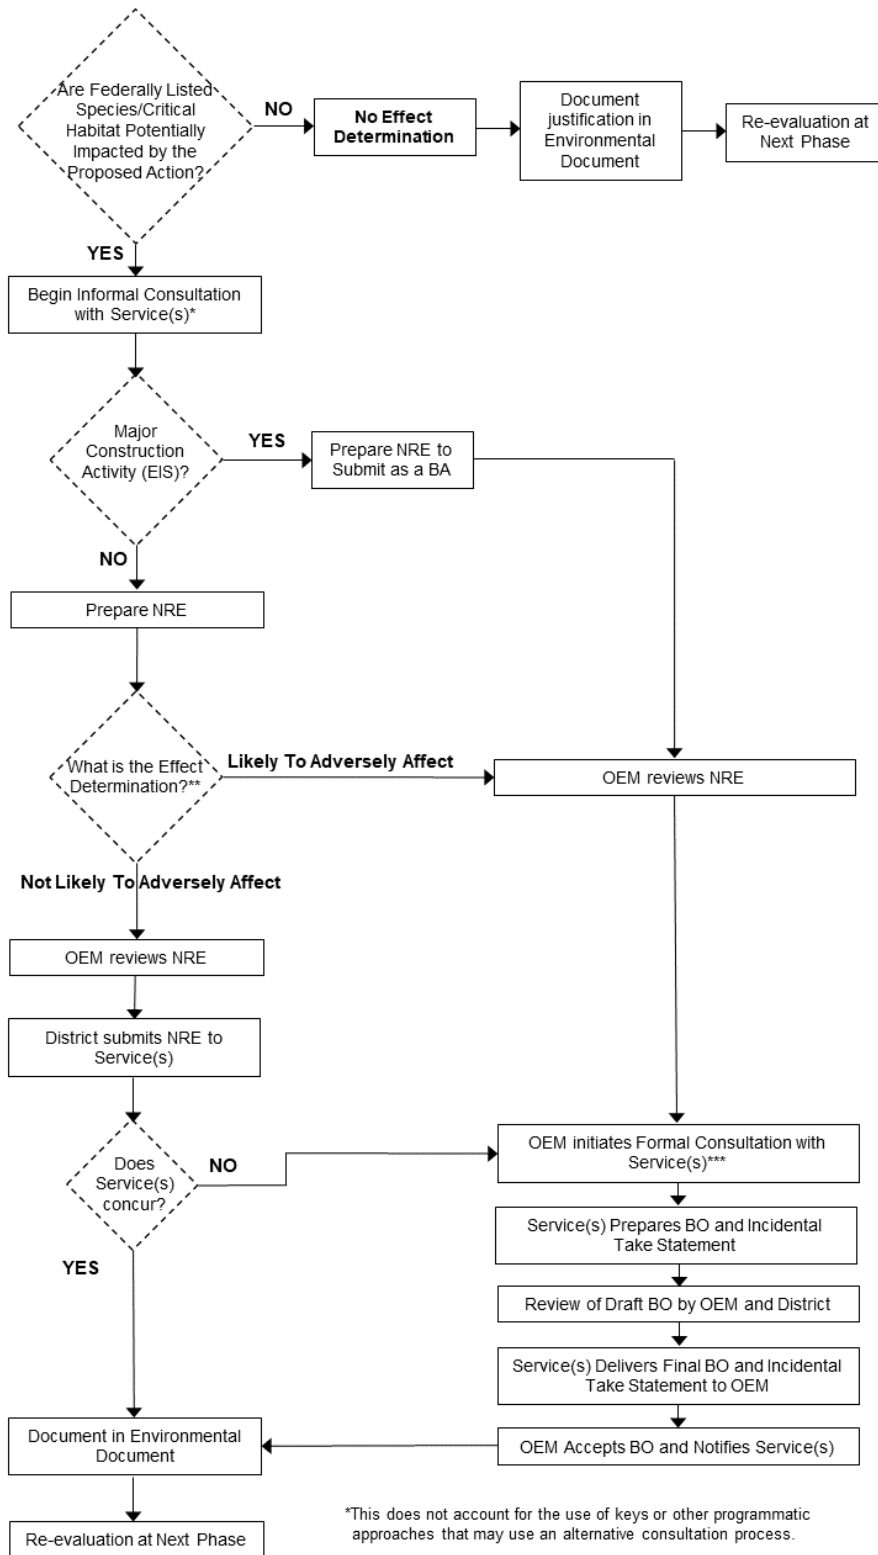 Are Federally Listed
Species/Critical
Habitat Potentially
Impacted by the
Proposed Action?
NO
No Effect
Determination
Document
justification in
Environmental
Document
Re-evaluation at
Next Phase
YES
Begin Informal Consultation
with Service(s)*
Major
Construction
Activity (EIS)?
YES
Prepare NRE to
Submit as a BA
NO
Prepare NRE
What is the Effect
Determination?**
Likely To Adversely Affect
OEM reviews NRE
Not Likely To Adversely Affect
OEM reviews NRE
District submits NRE to
Service(s)
Does
Service(s)
concur?
NO
OEM initiates Formal Consultation with
Service(s)***
Service(s) Prepares BO and Incidental
Take Statement
Review of Draft BO by OEM and District
Service(s) Delivers Final BO and Incidental
Take Statement to OEM
OEM Accepts BO and Notifies Service(s)
YES
Document in Environmental
Document
Re-evaluation at Next Phase
*This does not account for the use of keys or other programmatic
approaches that may use an alternative consultation process.